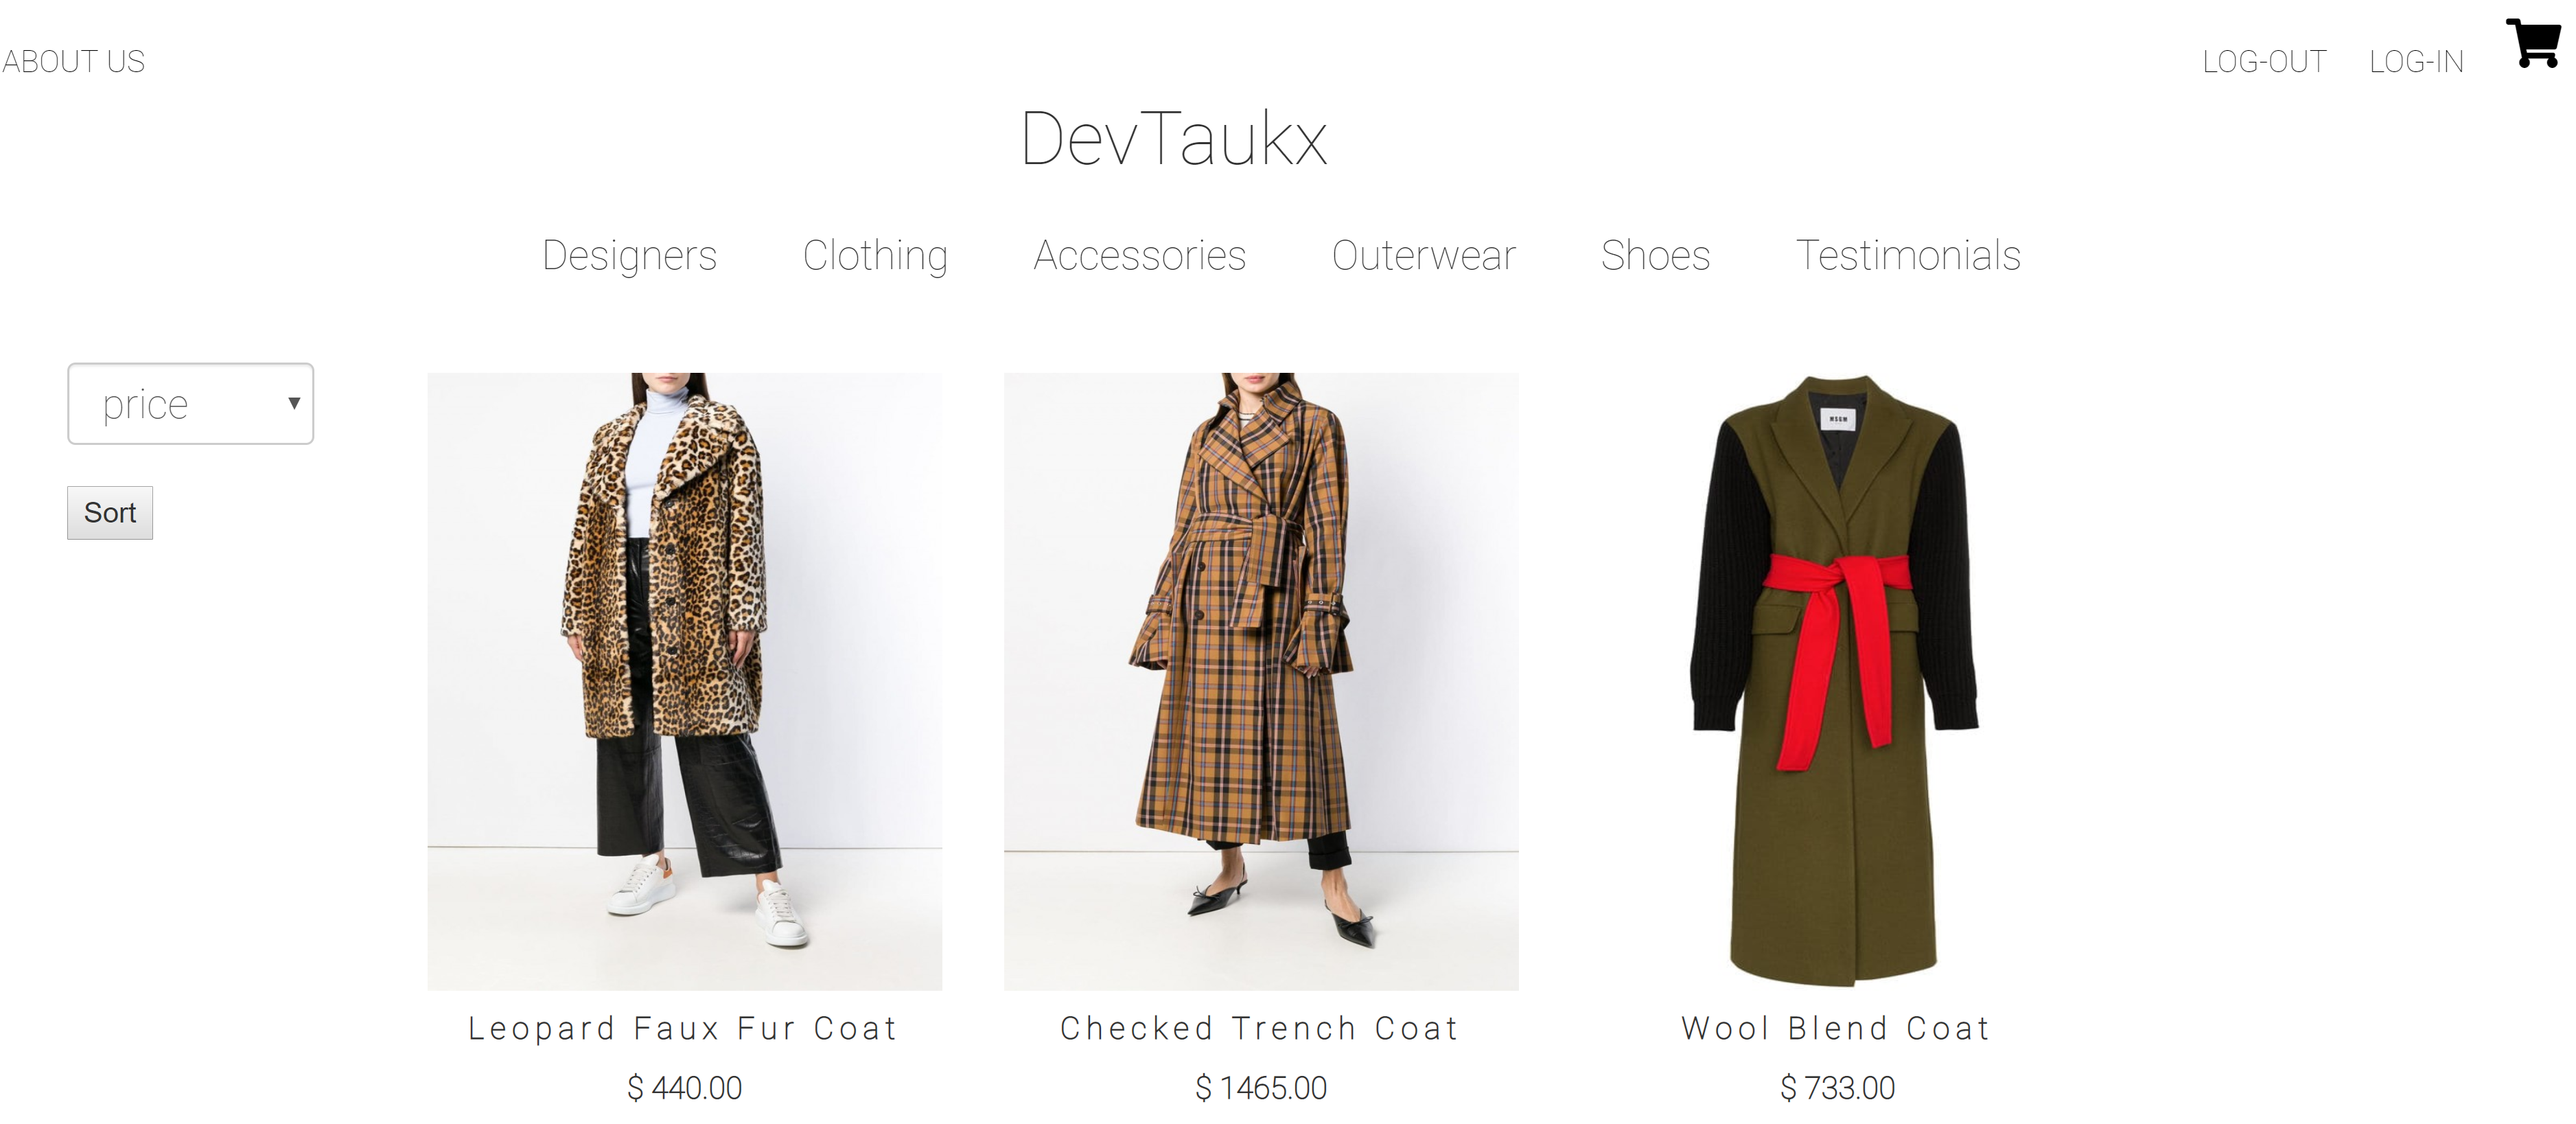 ABOUT US
LOG-OUT LOG-IN
DevTaukx
Designers Clothing Accessories Outerwear Shoes Testimonials
price
Sort
MSGM
Leopard Faux Fur Coat
$ 440.00
Checked Trench Coat
$ 1465.00
Wool Blend Coat
$ 733.00